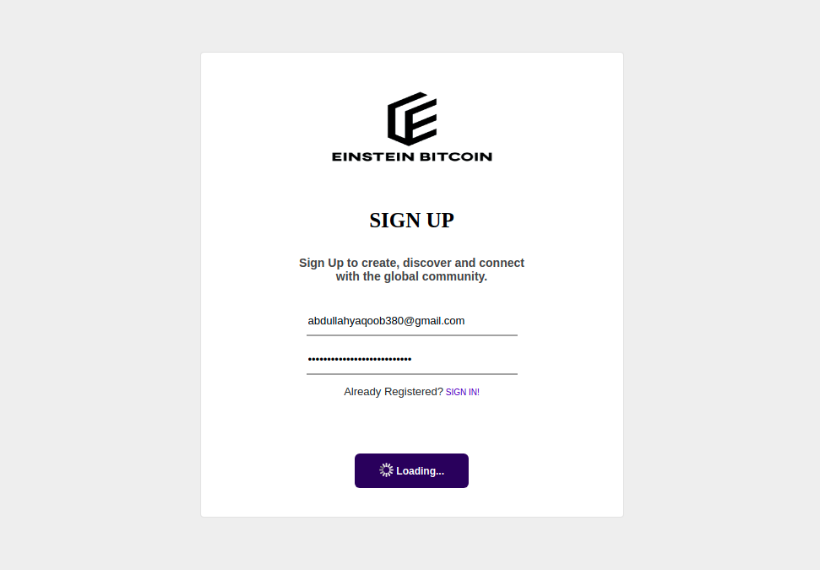 EINSTEIN BITCOIN
SIGN UP
Sign Up to create, discover and connect
with the global community.
abdullahyaqoob380@gmail.com
•••••••••••••••••••••••••••
Already Registered? SIGN IN!
Loading...